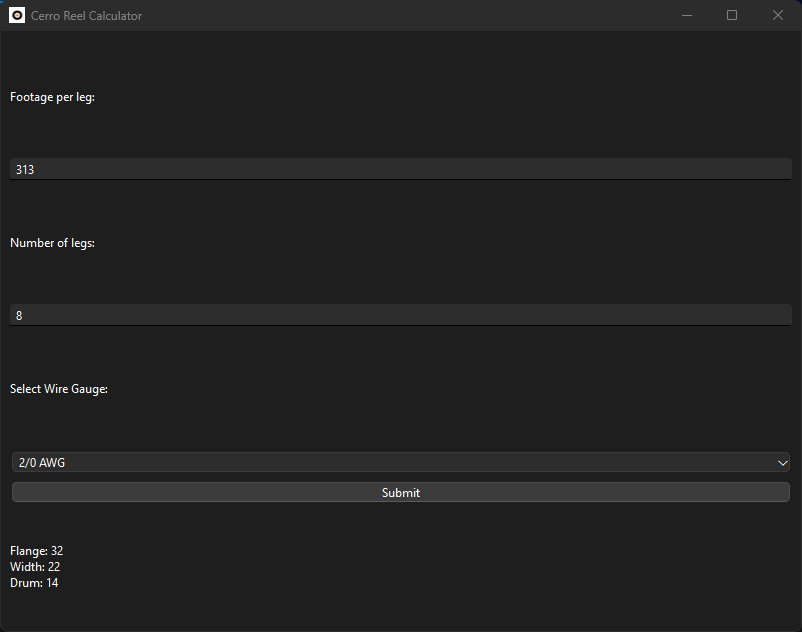 Cerro Reel Calculator
Footage per leg:
313
Number of legs:
8
Select Wire Gauge:
2/0 AWG
Submit
Flange: 32
Width: 22
Drum: 14